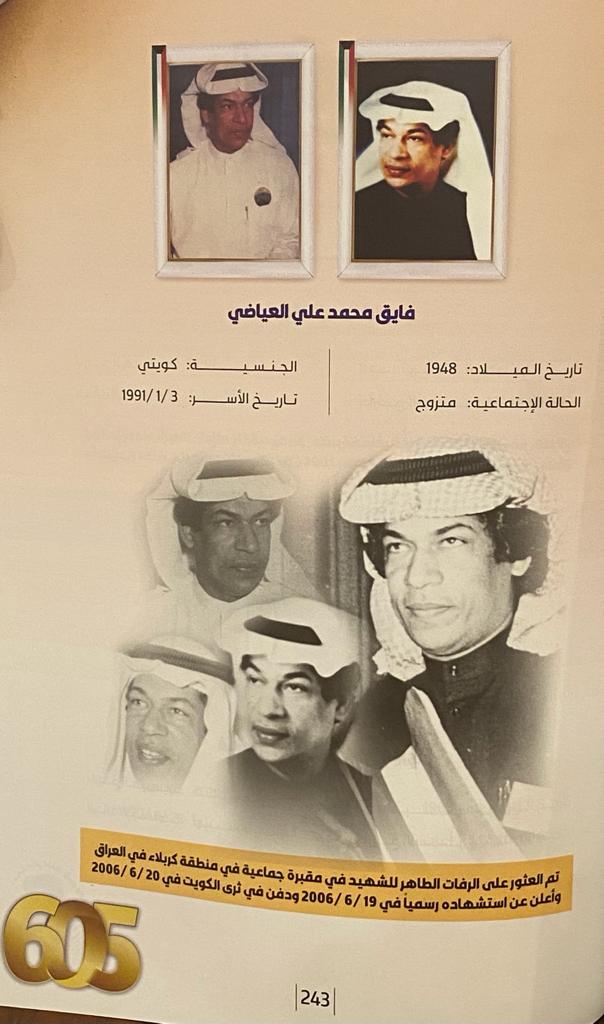 فايق محمد علي العياضي
تاريخ الميلاد: 1948
الجنسية: كويتي
الحالة الإجتماعية: متزوج
تاريخ الأسر: 1991/1/3
تم العثور على الرفات الطاهر للشهيد في مقبرة جماعية في منطقة كربلاء في العراق
وأعلن عن استشهاده رسمياً في 2006/6/19 ودفن في ثرى الكويت في 2006/6/20
605
|243|